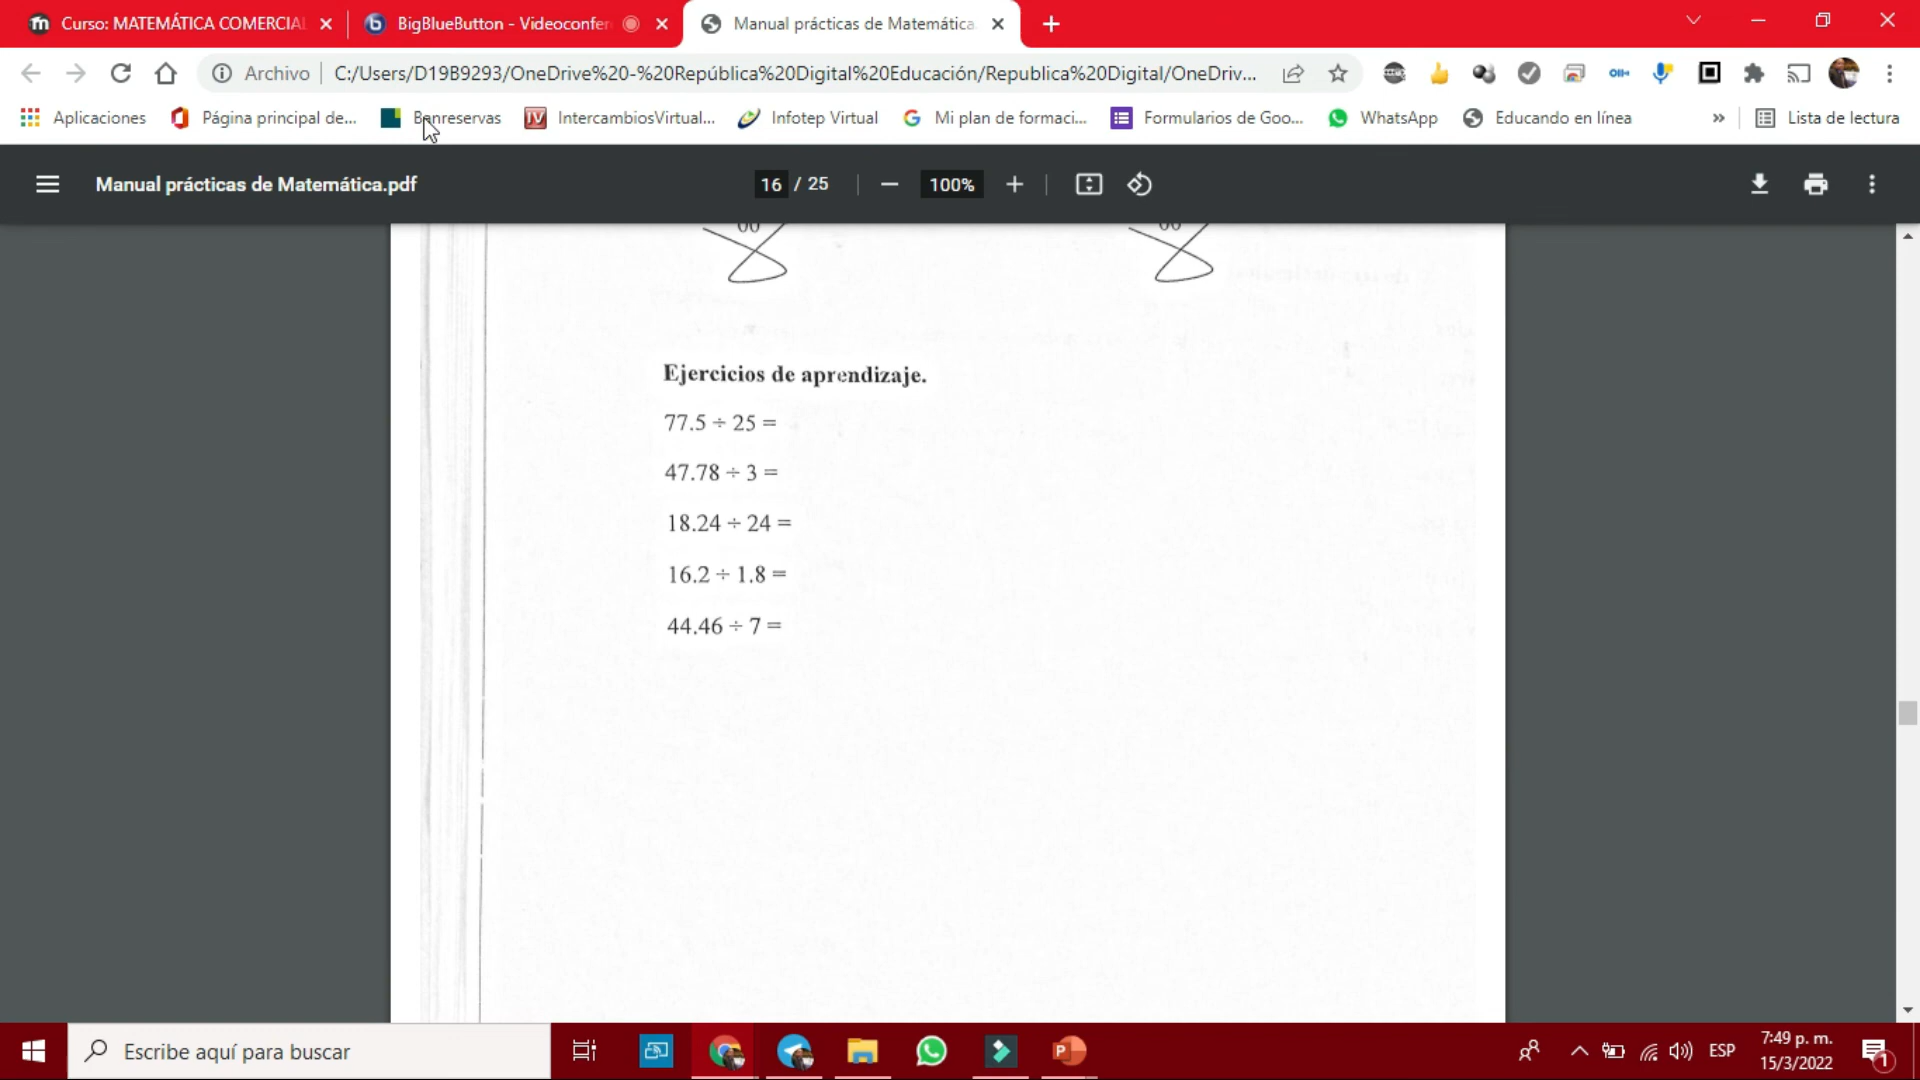 Curso: MATEMÁTICA COMERCIAL
BigBlueButton - Videoconfer
Manual prácticas de Matemática.
Archivo
C:/Users/D19B9293/OneDrive%20-%20República%20Digital%20Educación/Republica%20Digital/OneDriv...
Aplicaciones
Página principal de...
Banreservas
IntercambiosVirtual...
Infotep Virtual
Mi plan de formaci...
Formularios de Goo...
WhatsApp
Educando en línea
»
Lista de lectura
Manual prácticas de Matemática.pdf
16 / 25
100%
00
00
Ejercicios de aprendizaje.
77.5 ÷ 25 =
47.78 ÷ 3 =
18.24 ÷ 24 =
16.2 ÷ 1.8 =
44.46 ÷ 7 =
Escribe aquí para buscar
ESP
7:49 p. m.
15/3/2022
1